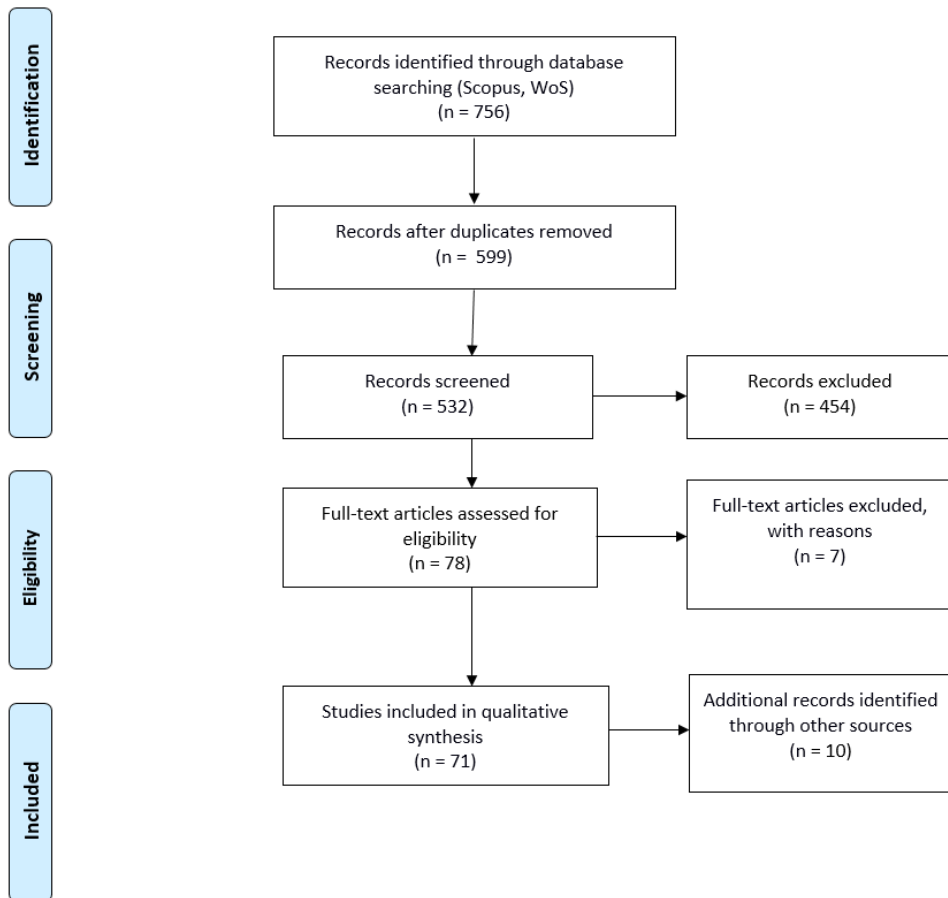 Identification
Records identified through database
searching (Scopus, WoS)
(n = 756)
Records after duplicates removed
(n =  599)
Screening
Records screened
(n = 532)
Records excluded
(n = 454)
Eligibility
Full-text articles assessed for
eligibility
(n = 78)
Full-text articles excluded,
with reasons
(n = 7)
Included
Studies included in qualitative
synthesis
(n = 71)
Additional records identified
through other sources
(n = 10)